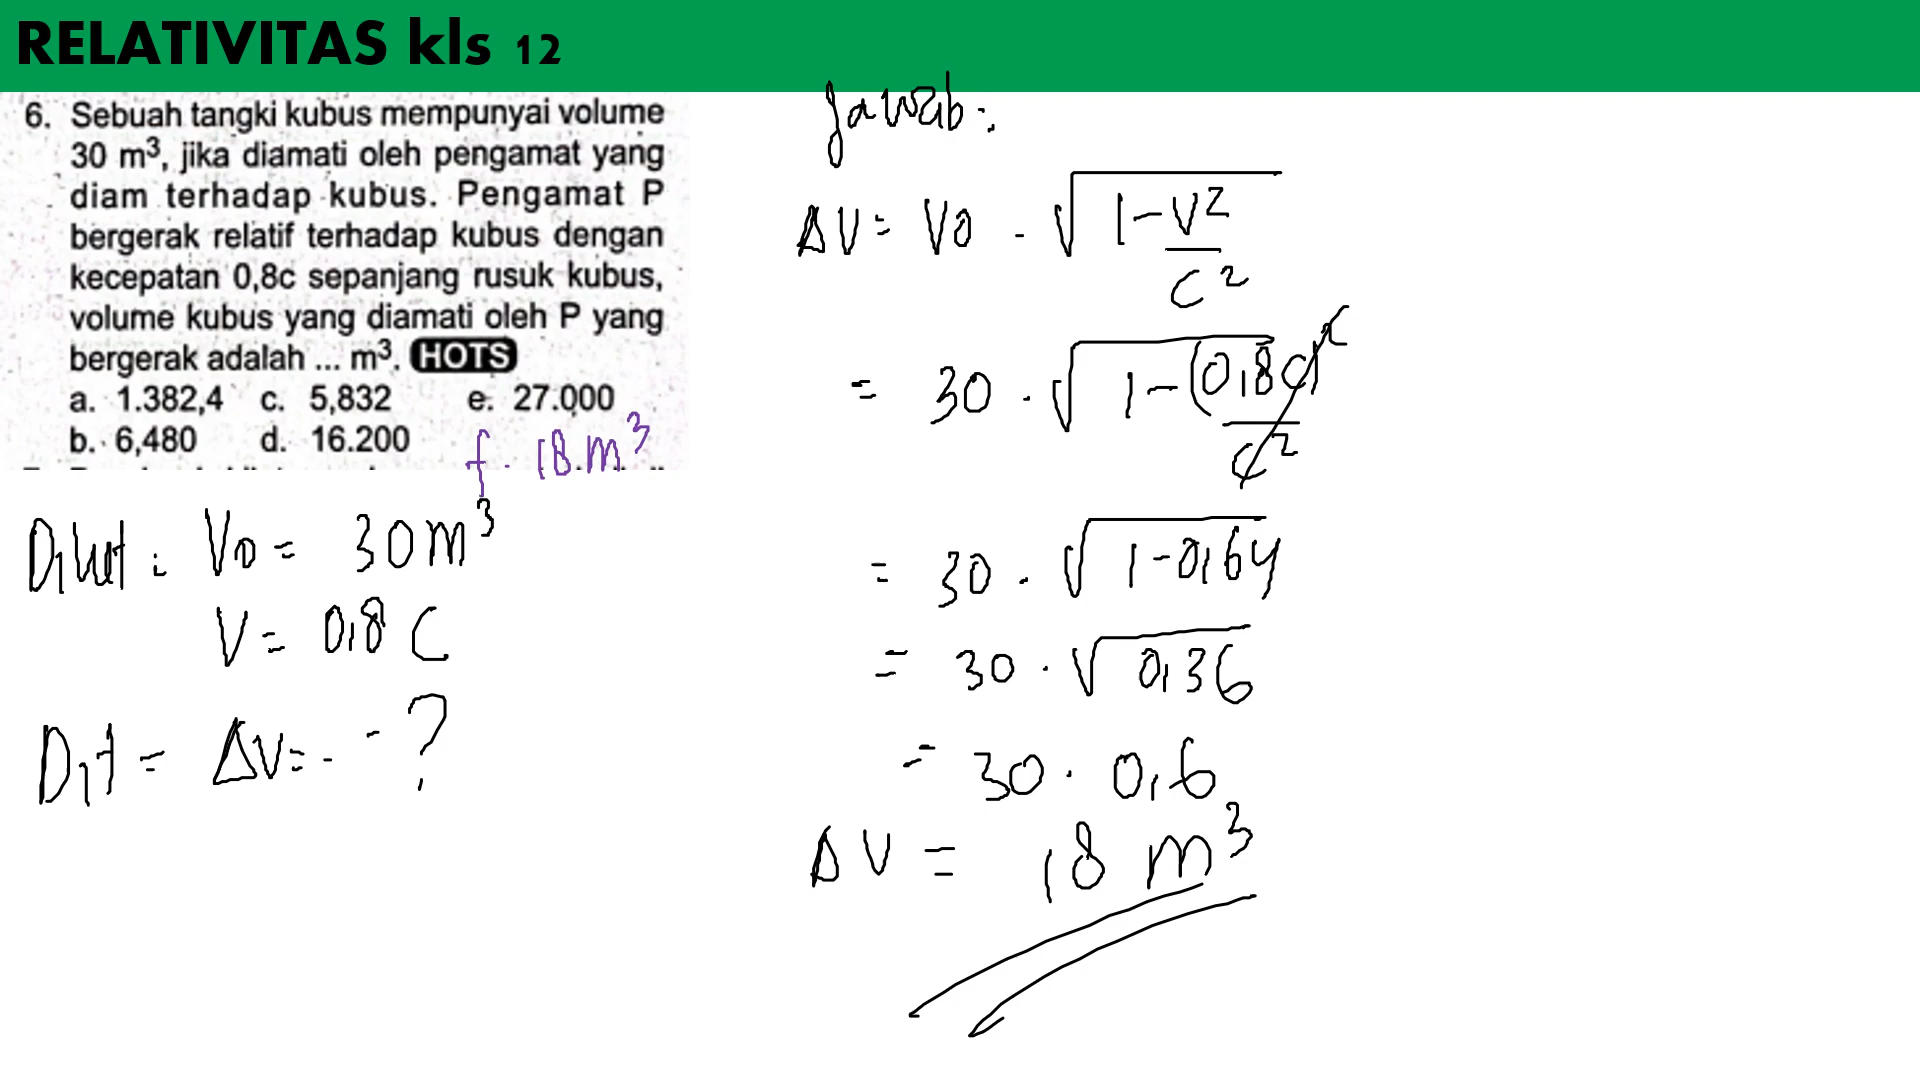 RELATIVITAS kls 12
6. Sebuah tangki kubus mempunyai volume
30 m³, jika diamati oleh pengamat yang
diam terhadap kubus. Pengamat P
bergerak relatif terhadap kubus dengan
kecepatan 0,8c sepanjang rusuk kubus,
volume kubus yang diamati oleh P yang
bergerak adalah ... m³. HOTS
a. 1.382,4 c. 5,832 e. 27.000
b. 6,480 d. 16.200
f. 18 m³
Diket : V0 = 30 m³
V = 0,8 C
Dit = ΔV = - - ?
Jawab :
ΔV = V0 . √1 - V²/C²
= 30 . √1 - (0,8c)²/c²
= 30 . √1 - 0,64
= 30 . √0,36
= 30 . 0,6
ΔV = 18 m³